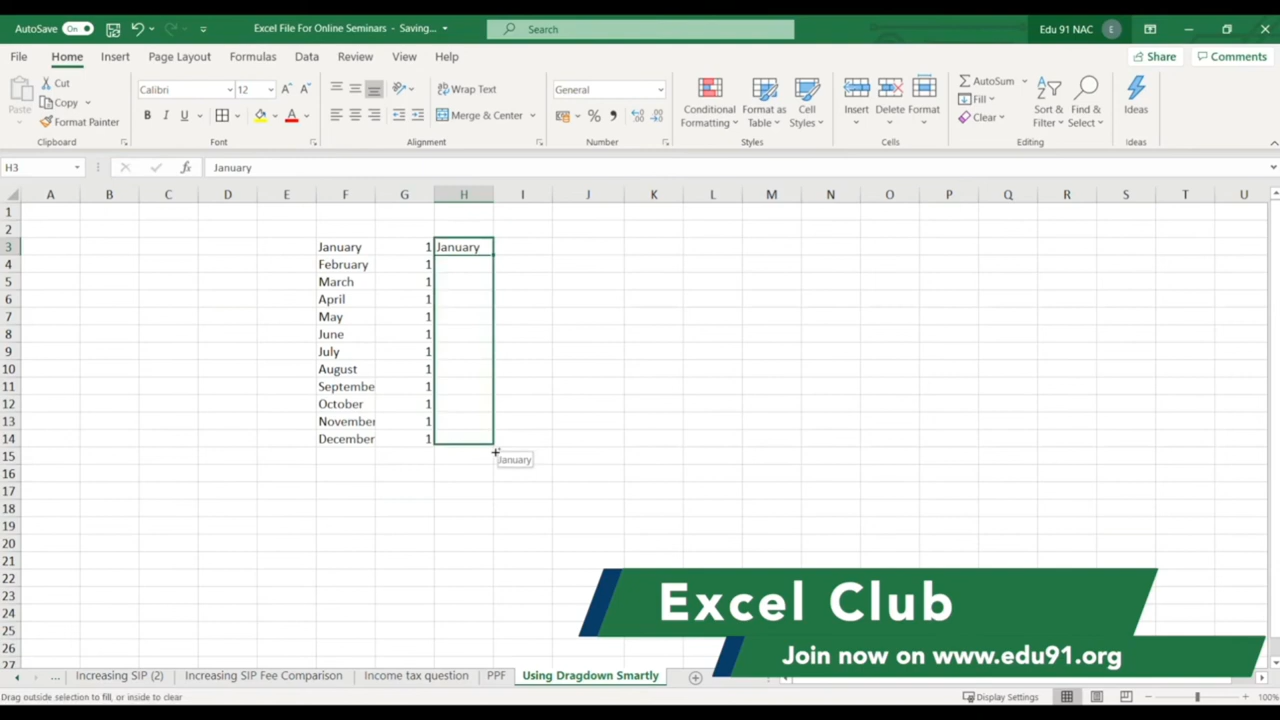 AutoSave On Excel File For Online Seminars - Saving... Search Edu 91 NAC E
File Home Insert Page Layout Formulas Data Review View Help Share Comments
Paste Cut Copy Format Painter
Calibri 12 A A
B I U A
Wrap Text
Merge & Center
General
% ,
Conditional Formatting
Format as Table
Cell Styles
Insert Delete Format
AutoSum
Fill
Clear
Sort & Filter
Find & Select
Ideas
Clipboard Font Alignment Number Styles Cells Editing Ideas
H3 fx January
A B C D E F G H I J K L M N O P Q R S T U
1
2
3 January 1 January
4 February 1
5 March 1
6 April 1
7 May 1
8 June 1
9 July 1
10 August 1
11 Septembe 1
12 October 1
13 November 1
14 December 1
15 January
16
17
18
19
20
21
22
23
24
25
26
27
Excel Club
Join now on www.edu91.org
... Increasing SIP (2) Increasing SIP Fee Comparison Income tax question PPF Using Dragdown Smartly
Drag outside selection to fill, or inside to clear Display Settings 100%